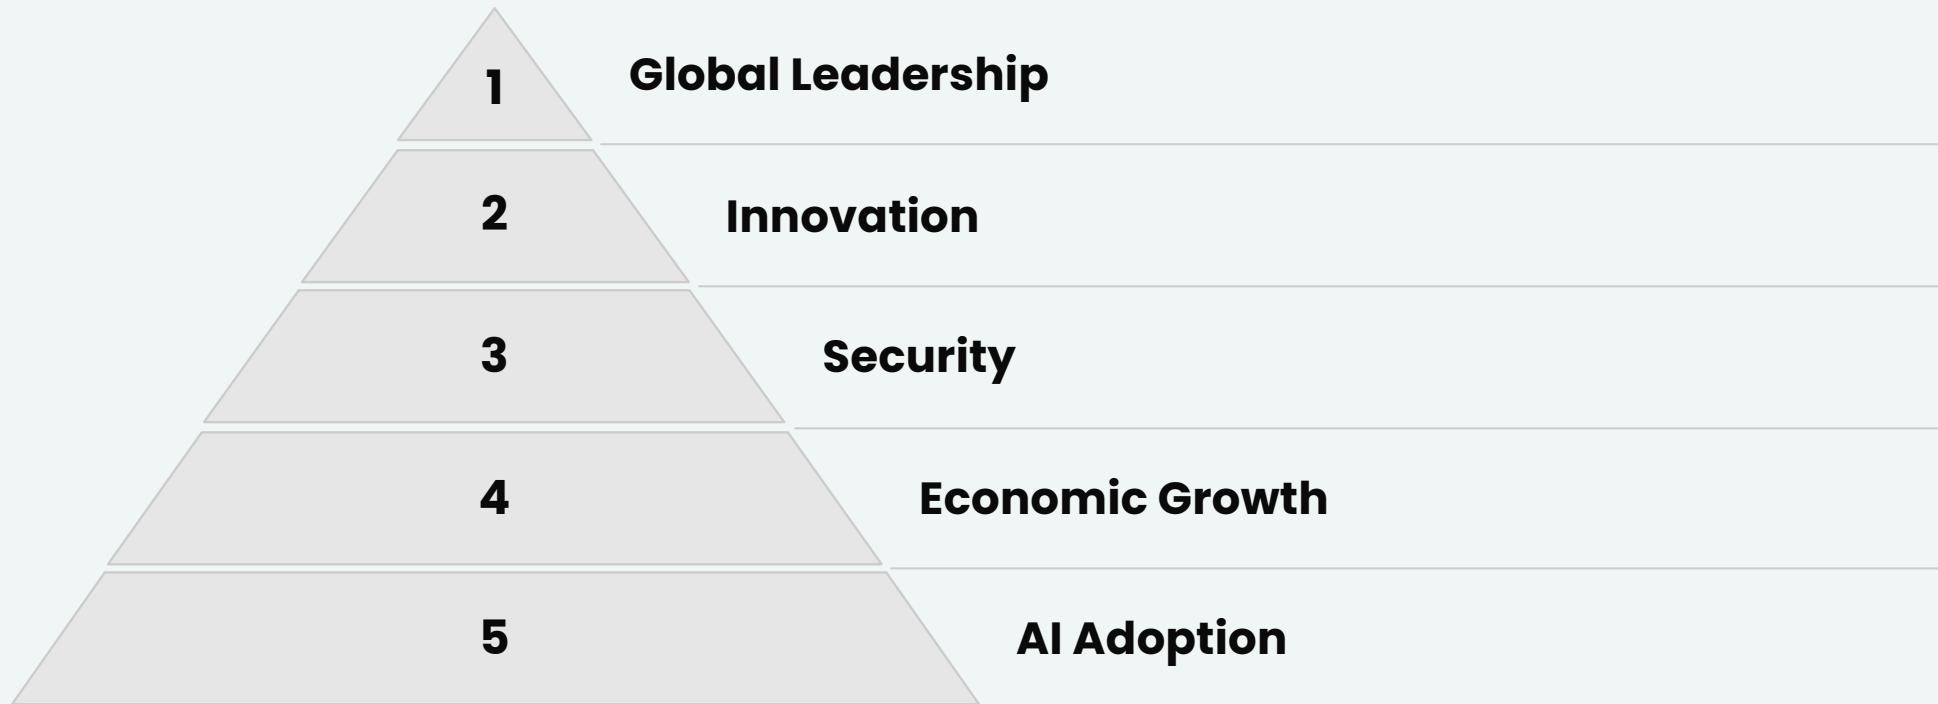 1 Global Leadership
2 Innovation
3 Security
4 Economic Growth
5 AI Adoption